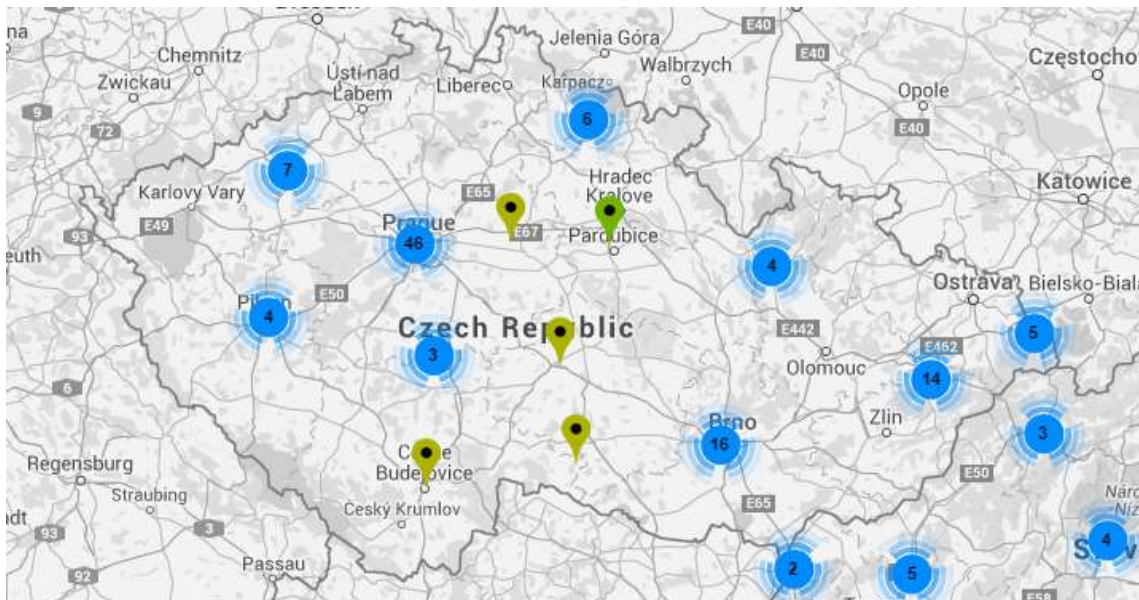 Jelenia Góra
Chemnitz
E40
E40
Częstocho
Walbrzych
Zwickau
Ústí nad
Labem
Liberec
Karpacz
Opole
9
72
6
E40
7
Hradec
Kralove
Katowice
Karlovy Vary
E65
E49
Prague
E67
93
Pardubice
46
4
Ostrava
Bielsko-Biala
E50
4
Czech Republic
E442
5
3
E462
Olomouc
14
6
Brno
Zlin
3
16
Regensburg
Budejovice
E50
Straubing
Český Krumlov
E65
93
3
4
Passau
92
2
5
E58